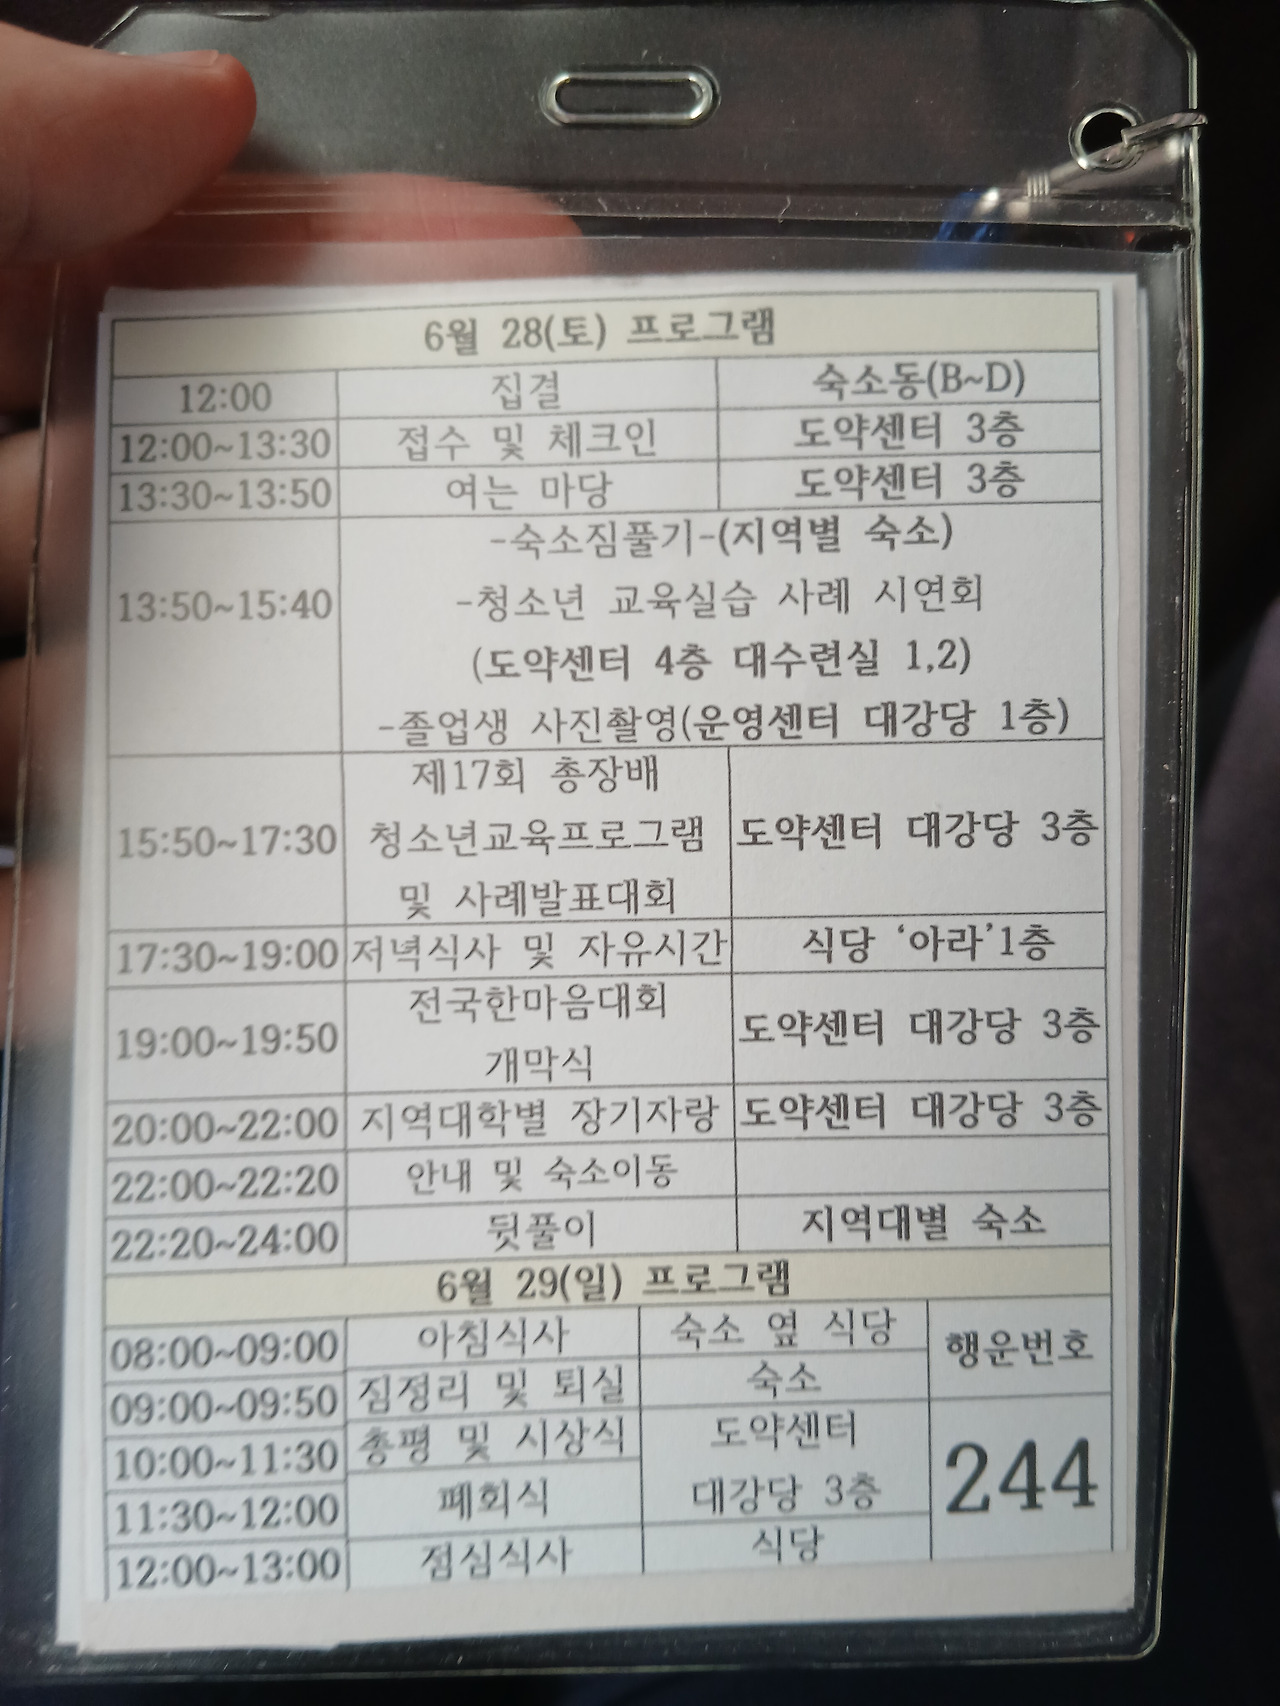 6월 28(토) 프로그램
12:00 집결 숙소동(B~D)
12:00~13:30 접수 및 체크인 도약센터 3층
13:30~13:50 여는 마당 도약센터 3층
13:50~15:40
-숙소짐풀기-(지역별 숙소)
-청소년 교육실습 사례 시연회
(도약센터 4층 대수련실 1,2)
-졸업생 사진촬영(운영센터 대강당 1층)
15:50~17:30
제17회 총장배
청소년교육프로그램
및 사례발표대회
도약센터 대강당 3층
17:30~19:00 저녁식사 및 자유시간 식당 ‘아라’1층
19:00~19:50
전국한마음대회
개막식
도약센터 대강당 3층
20:00~22:00 지역대학별 장기자랑 도약센터 대강당 3층
22:00~22:20 안내 및 숙소이동
22:20~24:00 뒷풀이 지역대별 숙소
6월 29(일) 프로그램
08:00~09:00 아침식사 숙소 옆 식당
행운번호
09:00~09:50 짐정리 및 퇴실 숙소
10:00~11:30 총평 및 시상식
도약센터
대강당 3층
244
11:30~12:00 폐회식
12:00~13:00 점심식사 식당